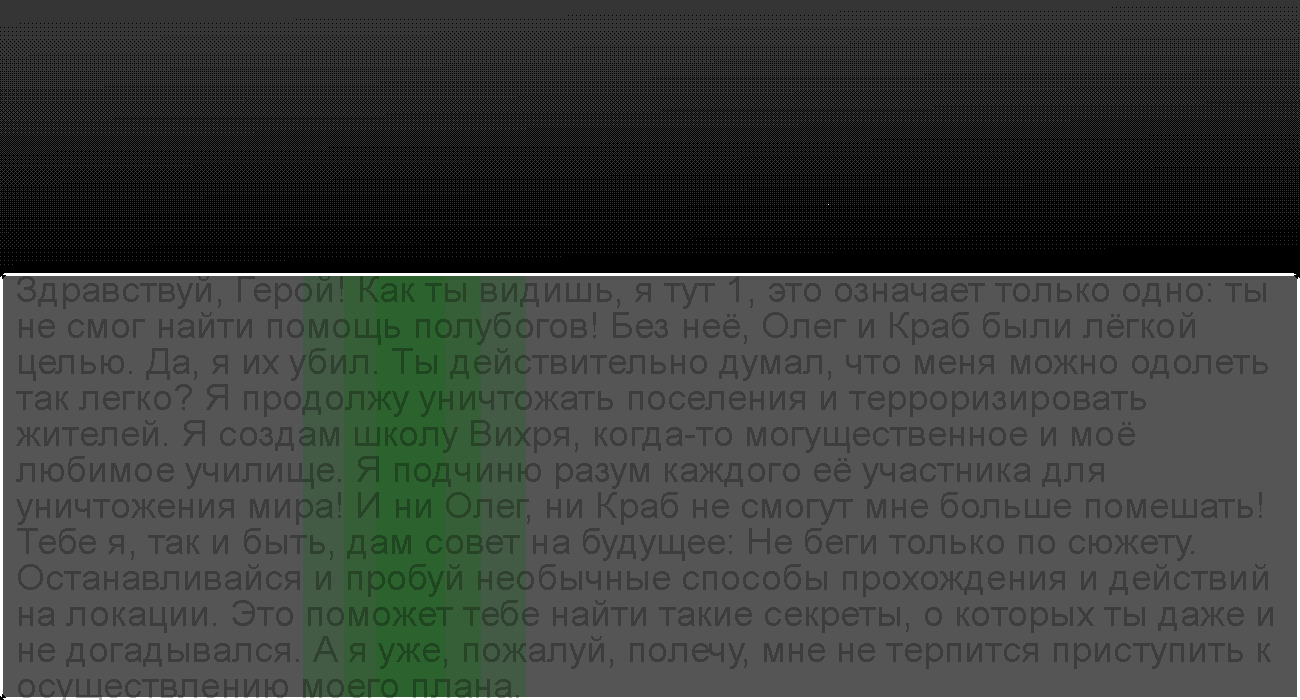 Здравствуй, Герой! Как ты видишь, я тут 1, это означает только одно: ты
не смог найти помощь полубогов! Без неё, Олег и Краб были лёгкой
целью. Да, я их убил. Ты действительно думал, что меня можно одолеть
так легко? Я продолжу уничтожать поселения и терроризировать
жителей. Я создам школу Вихря, когда-то могущественное и моё
любимое училище. Я подчиню разум каждого её участника для
уничтожения мира! И ни Олег, ни Краб не смогут мне больше помешать!
Тебе я, так и быть, дам совет на будущее: Не беги только по сюжету.
Останавливайся и пробуй необычные способы прохождения и действий
на локации. Это поможет тебе найти такие секреты, о которых ты даже и
не догадывался. А я уже, пожалуй, полечу, мне не терпится приступить к
осуществлению моего плана.